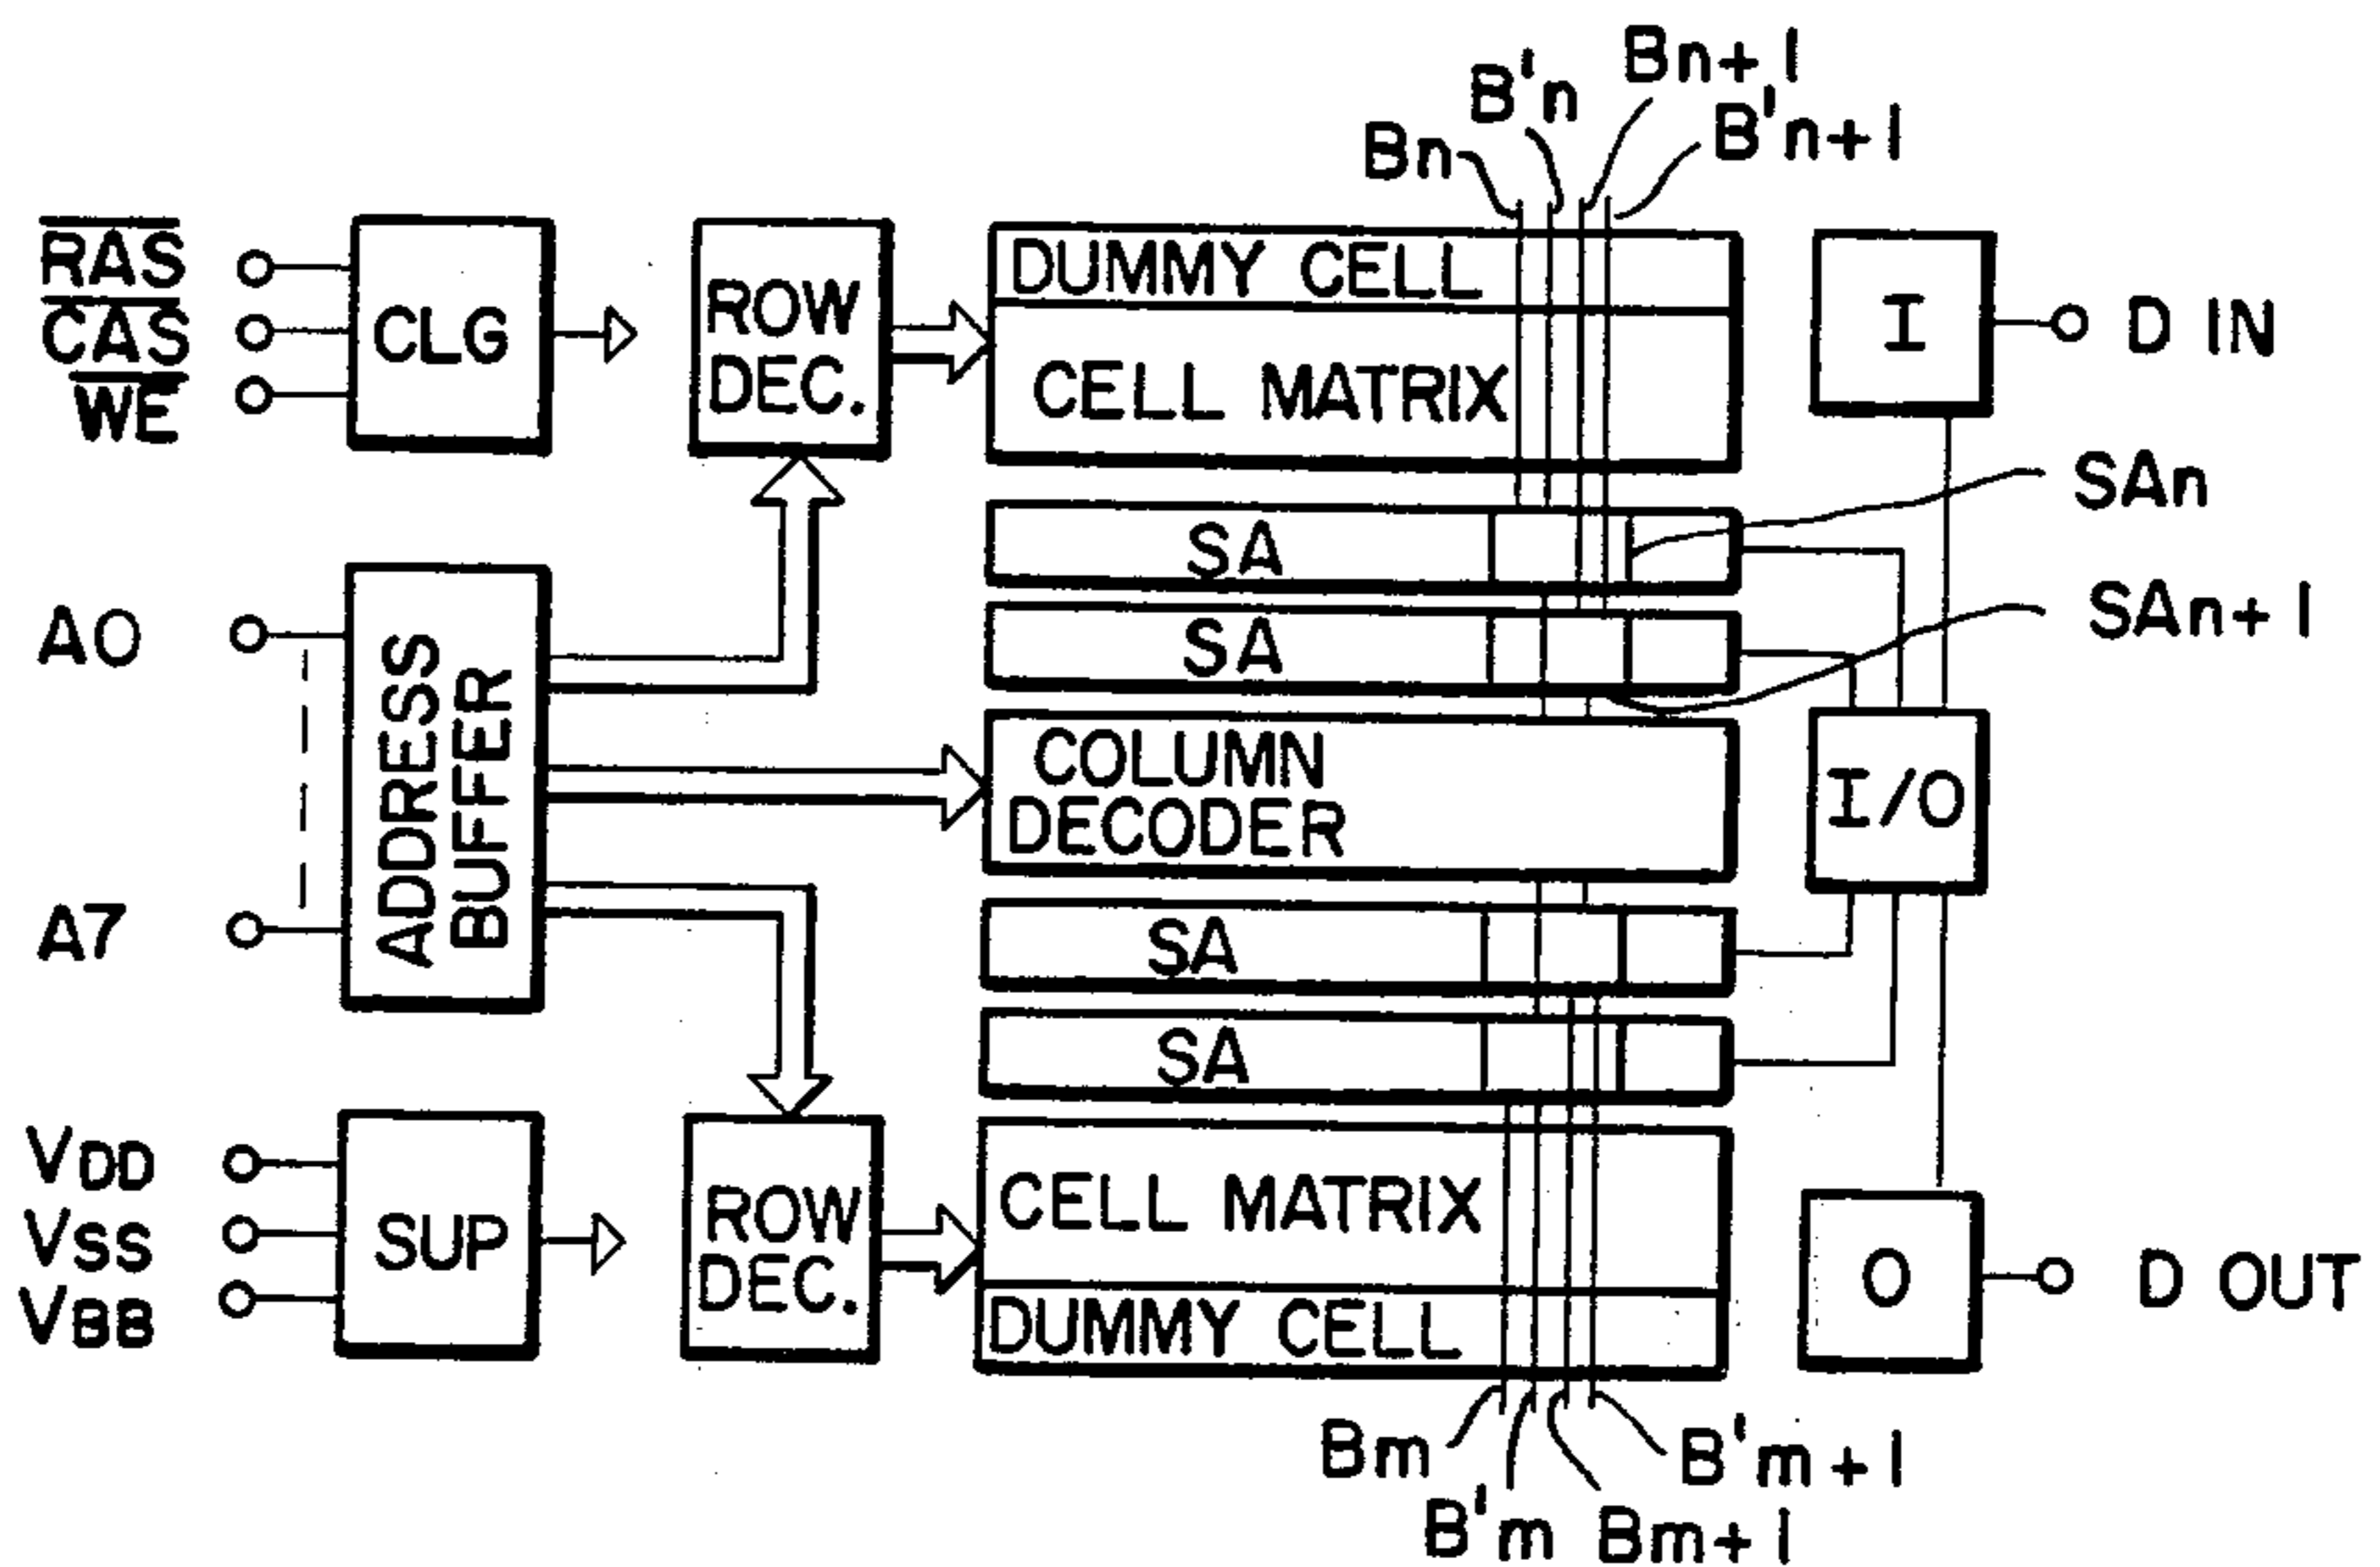 Bn
B'n
Bn+1
B'n+1
RAS
CAS
WE
CLG
ROW
DEC.
DUMMY CELL
CELL MATRIX
I
D IN
SA
SAn
SA
SAn+1
A0
A7
ADDRESS
BUFFER
COLUMN
DECODER
I/O
SA
SA
VDD
VSS
VBB
SUP
ROW
DEC.
CELL MATRIX
DUMMY CELL
O
D OUT
Bm
B'm
Bm+1
B'm+1